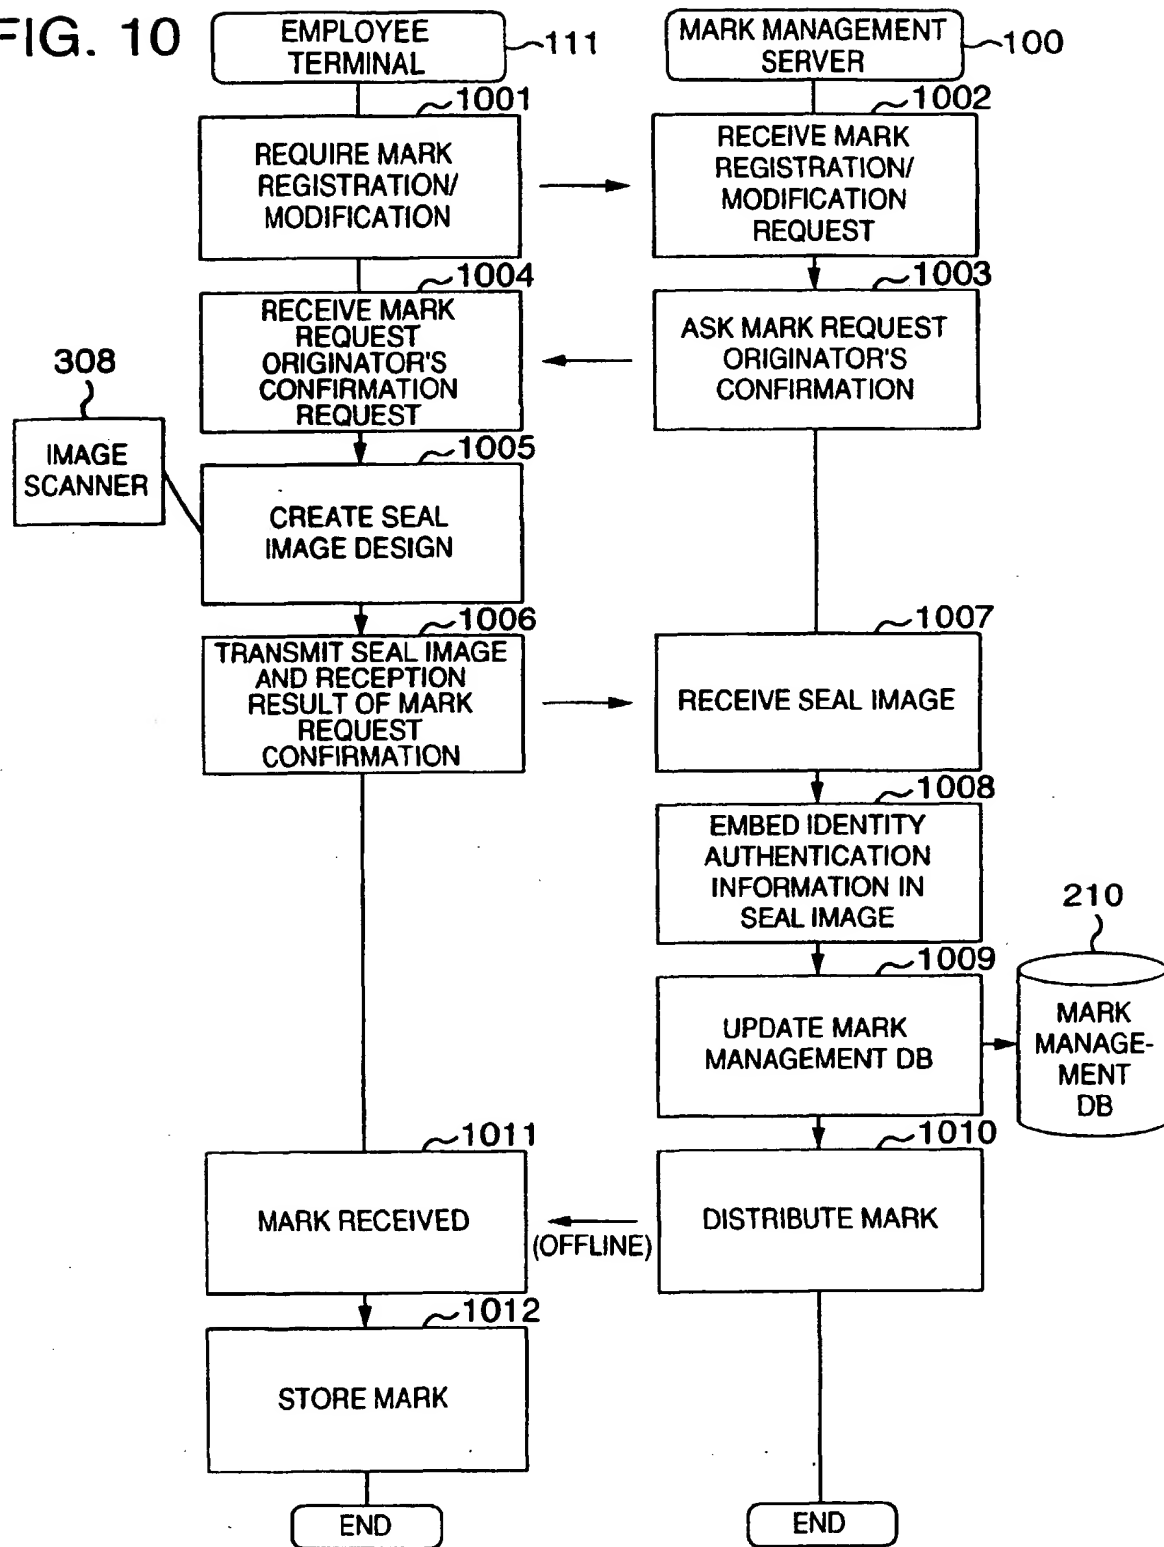 FIG. 10
EMPLOYEE
TERMINAL
111
MARK MANAGEMENT
SERVER
100
1001
REQUIRE MARK
REGISTRATION/
MODIFICATION
1002
RECEIVE MARK
REGISTRATION/
MODIFICATION
REQUEST
1004
RECEIVE MARK
REQUEST
ORIGINATOR'S
CONFIRMATION
REQUEST
1003
ASK MARK REQUEST
ORIGINATOR'S
CONFIRMATION
308
IMAGE
SCANNER
1005
CREATE SEAL
IMAGE DESIGN
1006
TRANSMIT SEAL IMAGE
AND RECEPTION
RESULT OF MARK
REQUEST
CONFIRMATION
1007
RECEIVE SEAL IMAGE
1008
EMBED IDENTITY
AUTHENTICATION
INFORMATION IN
SEAL IMAGE
1009
UPDATE MARK
MANAGEMENT DB
210
MARK
MANAGE-
MENT
DB
1011
MARK RECEIVED
(OFFLINE)
1010
DISTRIBUTE MARK
1012
STORE MARK
END
END